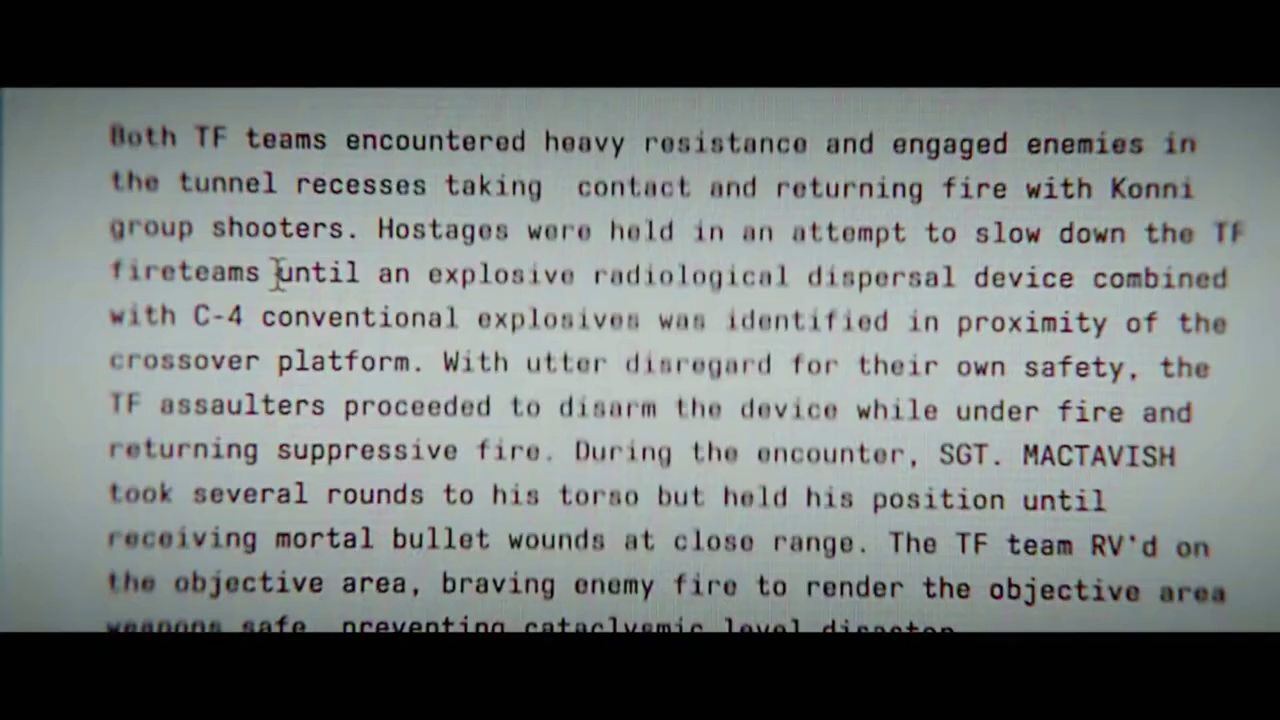 Both TF teams encountered heavy resistance and engaged enemies in
the tunnel recesses taking  contact and returning fire with Konni
group shooters. Hostages were held in an attempt to slow down the TF
fireteams until an explosive radiological dispersal device combined
with C-4 conventional explosives was identified in proximity of the
crossover platform. With utter disregard for their own safety, the
TF assaulters proceeded to disarm the device while under fire and
returning suppressive fire. During the encounter, SGT. MACTAVISH
took several rounds to his torso but held his position until
receiving mortal bullet wounds at close range. The TF team RV'd on
the objective area, braving enemy fire to render the objective area
weapons safe, preventing cataclysmic level disaster.